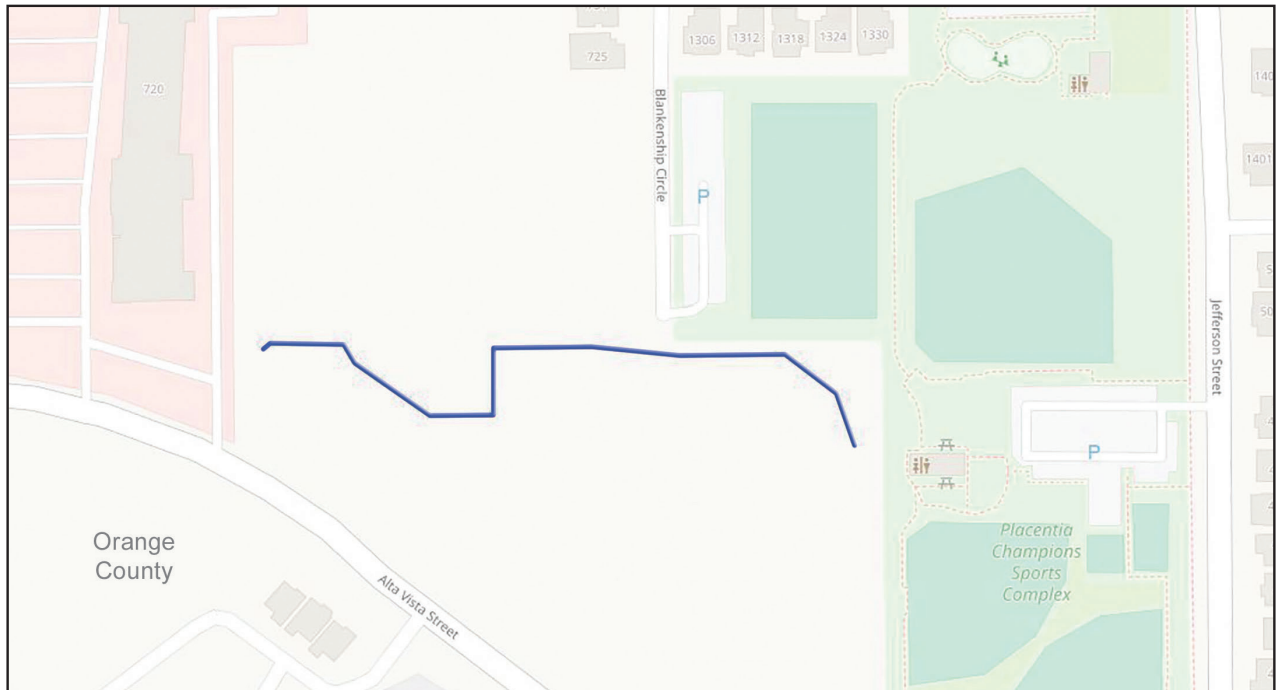 720
725
1306
1312
1318
1324
1330
Blankenship Circle
P
140
1401
Jefferson Street
P
Orange
County
Alta Vista Street
Placentia
Champions
Sports
Complex